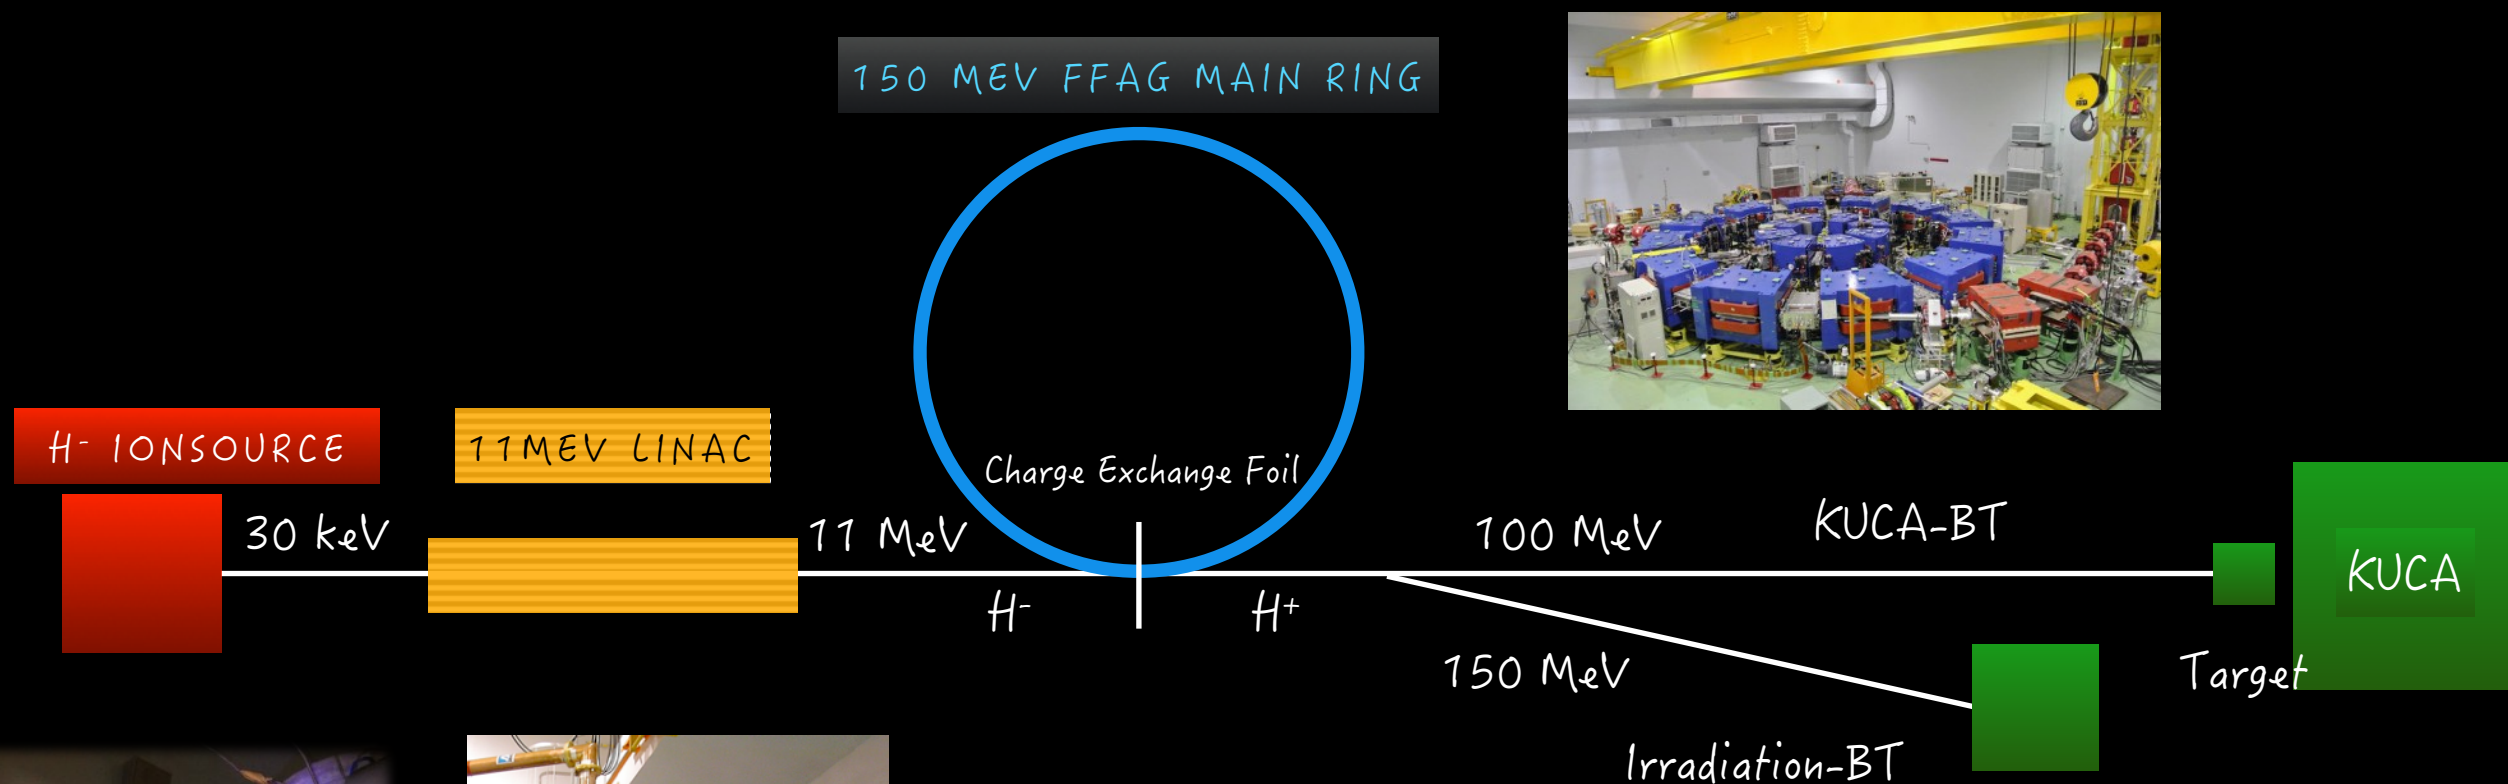 150 MEV FFAG MAIN RING
H- IONSOURCE
11MEV LINAC
Charge Exchange Foil
30 keV
11 MeV
100 MeV
KUCA-BT
KUCA
H-
H+
150 MeV
Target
Irradiation-BT